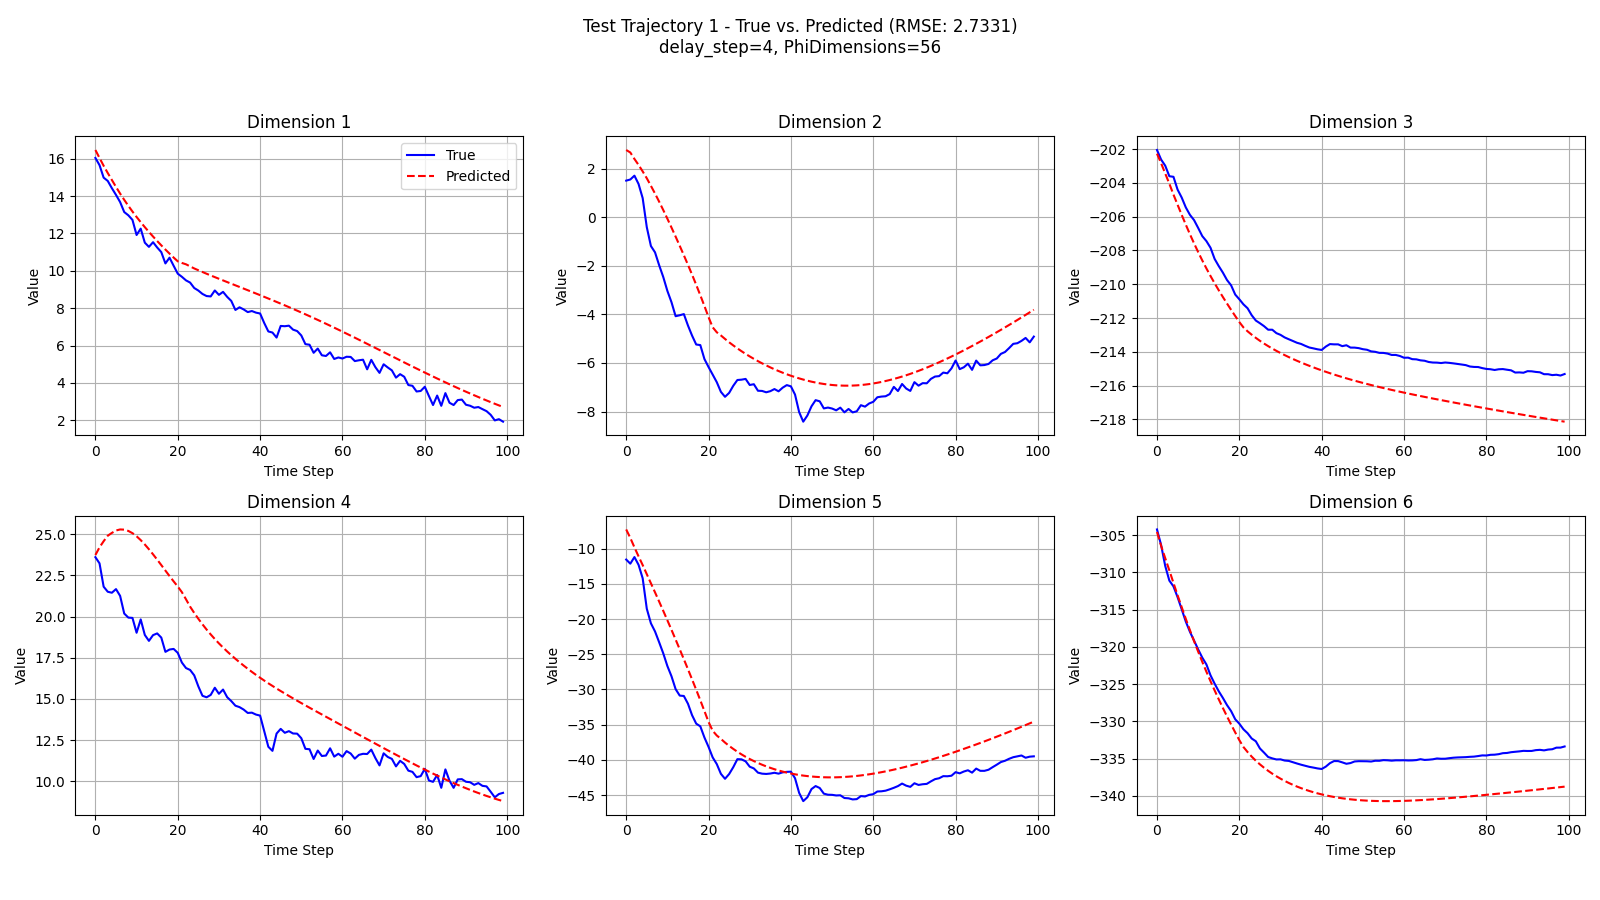 Test Trajectory 1 - True vs. Predicted (RMSE: 2.7331)
delay_step=4, PhiDimensions=56
Dimension 1
Value
16
14
12
10
8
6
4
2
True
Predicted
0 20 40 60 80 100
Time Step
Dimension 2
Value
2
0
−2
−4
−6
−8
0 20 40 60 80 100
Time Step
Dimension 3
Value
−202
−204
−206
−208
−210
−212
−214
−216
−218
0 20 40 60 80 100
Time Step
Dimension 4
Value
25.0
22.5
20.0
17.5
15.0
12.5
10.0
0 20 40 60 80 100
Time Step
Dimension 5
Value
−10
−15
−20
−25
−30
−35
−40
−45
0 20 40 60 80 100
Time Step
Dimension 6
Value
−305
−310
−315
−320
−325
−330
−335
−340
0 20 40 60 80 100
Time Step